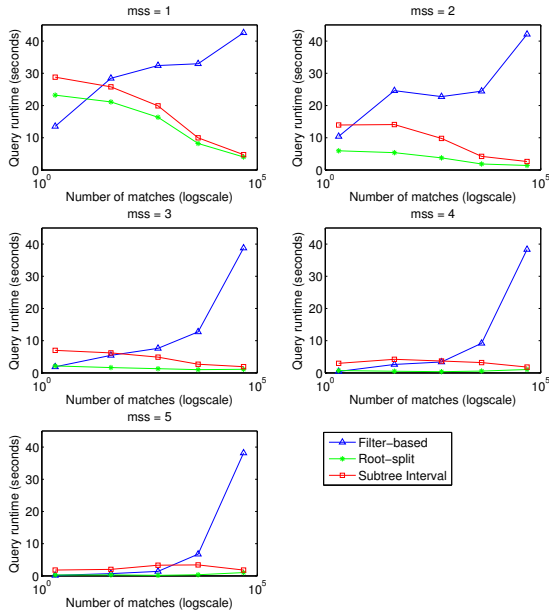 mss = 1
Query runtime (seconds)
40
30
20
10
0
10^0
10^5
Number of matches (logscale)
mss = 2
Query runtime (seconds)
40
30
20
10
0
10^0
10^5
Number of matches (logscale)
mss = 3
Query runtime (seconds)
40
30
20
10
0
10^0
10^5
Number of matches (logscale)
mss = 4
Query runtime (seconds)
40
30
20
10
0
10^0
10^5
Number of matches (logscale)
mss = 5
Query runtime (seconds)
40
30
20
10
0
10^0
10^5
Number of matches (logscale)
Filter−based
Root−split
Subtree Interval